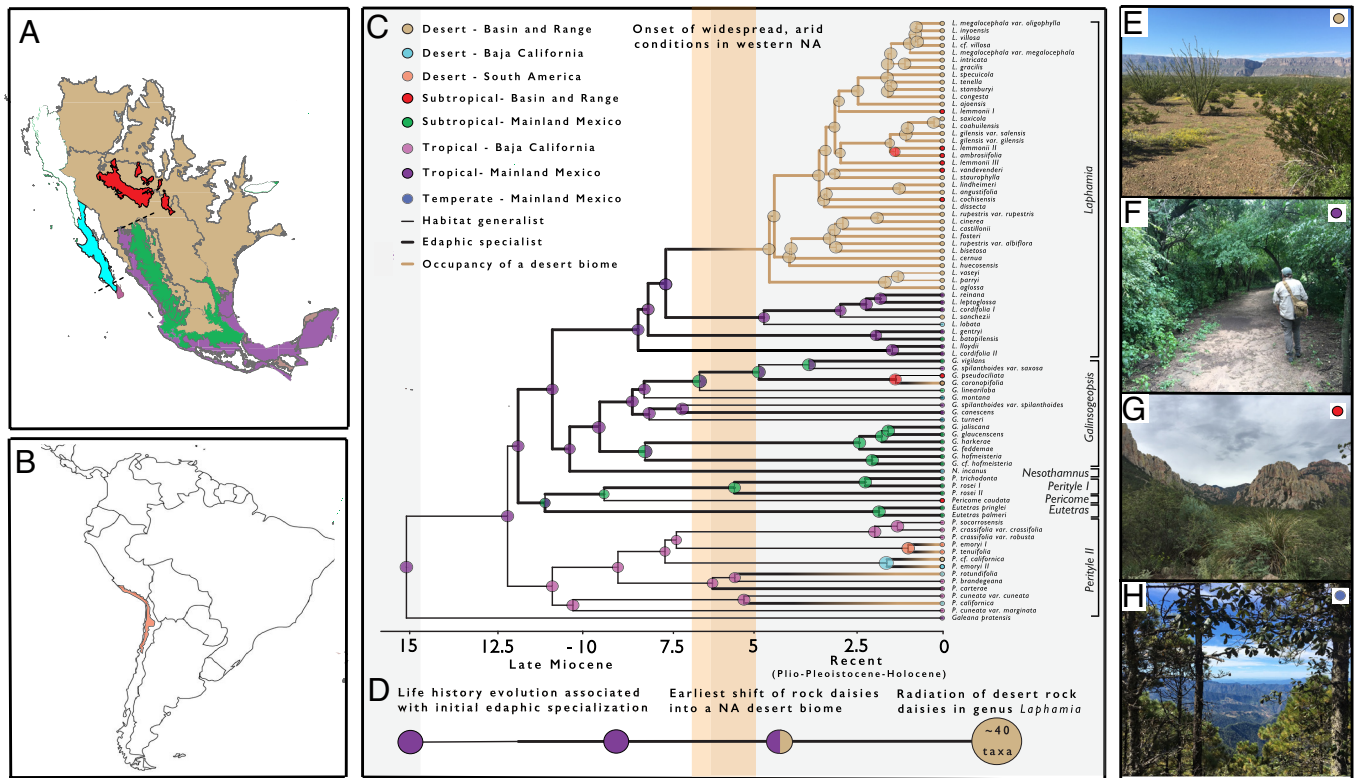 A
B
C
Desert - Basin and Range
Desert - Baja California
Desert - South America
Subtropical- Basin and Range
Subtropical- Mainland Mexico
Tropical - Baja California
Tropical- Mainland Mexico
Temperate - Mainland Mexico
Habitat generalist
Edaphic specialist
Occupancy of a desert biome
Onset of widespread, arid
conditions in western NA
L. megalocephala var. oligophylla
L. inyoensis
L. villosa
L. cf. villosa
L. megalocephala var. megalocephala
L. intricata
L. gracilis
L. specuicola
L. tenella
L. stansburyi
L. congesta
L. ajoensis
L. lemmonii I
L. saxicola
L. coahuilensis
L. gilensis var. salensis
L. gilensis var. gilensis
L. lemmonii II
L. ambrosiifolia
L. lemmonii III
L. vandevenderi
L. staurophylla
L. lindheimeri
L. angustifolia
L. cochisensis
L. dissecta
L. rupestris var. rupestris
L. cinerea
L. castillonii
L. fosteri
L. rupestris var. albiflora
L. bisetosa
L. cernua
L. huecosensis
L. vaseyi
L. parryi
L. aglossa
L. reinana
L. leptoglossa
L. cordifolia I
L. sanchezii
L. lobata
L. gentryi
L. batopilensis
L. lloydii
L. cordifolia II
G. vigilans
G. spilanthoides var. saxosa
G. pseudociliata
G. coronopifolia
G. lineariloba
G. montana
G. spilanthoides var. spilanthoides
G. canescens
G. turneri
G. jaliscana
G. glaucenscens
G. harkerae
G. feddemae
G. hofmeisteria
G. cf. hofmeisteria
N. incanus
P. trichodonta
P. rosei I
P. rosei II
Pericome caudata
Eutetras pringlei
Eutetras palmeri
P. socorrosensis
P. crassifolia var. crassifolia
P. crassifolia var. robusta
P. emoryi I
P. tenuifolia
P. cf. californica
P. emoryi II
P. rotundifolia
P. brandegeana
P. carterae
P. cuneata var. cuneata
P. californica
P. cuneata var. marginata
Galeana pratensis
Laphamia
Galinsogeopsis
Nesothamnus
Perityle I
Pericome
Eutetras
Perityle II
15 12.5 - 10 7.5 5 2.5 0
Late Miocene
Recent
(Plio-Pleoistocene-Holocene)
D
Life history evolution associated
with initial edaphic specialization
Earliest shift of rock daisies
into a NA desert biome
Radiation of desert rock
daisies in genus Laphamia
~40
taxa
E
F
G
H